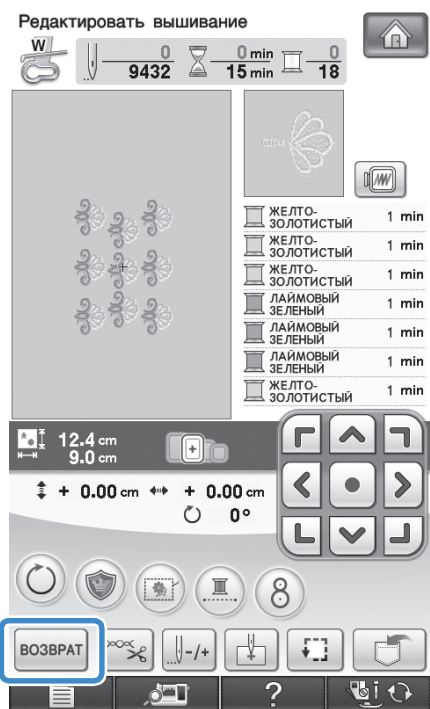 Редактировать вышивание
W
0 0 min 0
9432 15 min 18
ЖЕЛТО-
ЗОЛОТИСТЫЙ 1 min
ЖЕЛТО-
ЗОЛОТИСТЫЙ 1 min
ЖЕЛТО-
ЗОЛОТИСТЫЙ 1 min
ЛАЙМОВЫЙ
ЗЕЛЕНЫЙ 1 min
ЛАЙМОВЫЙ
ЗЕЛЕНЫЙ 1 min
ЛАЙМОВЫЙ
ЗЕЛЕНЫЙ 1 min
ЖЕЛТО-
ЗОЛОТИСТЫЙ 1 min
12.4 cm
9.0 cm
+ 0.00 cm + 0.00 cm
0°
ВОЗВРАТ -/+
?